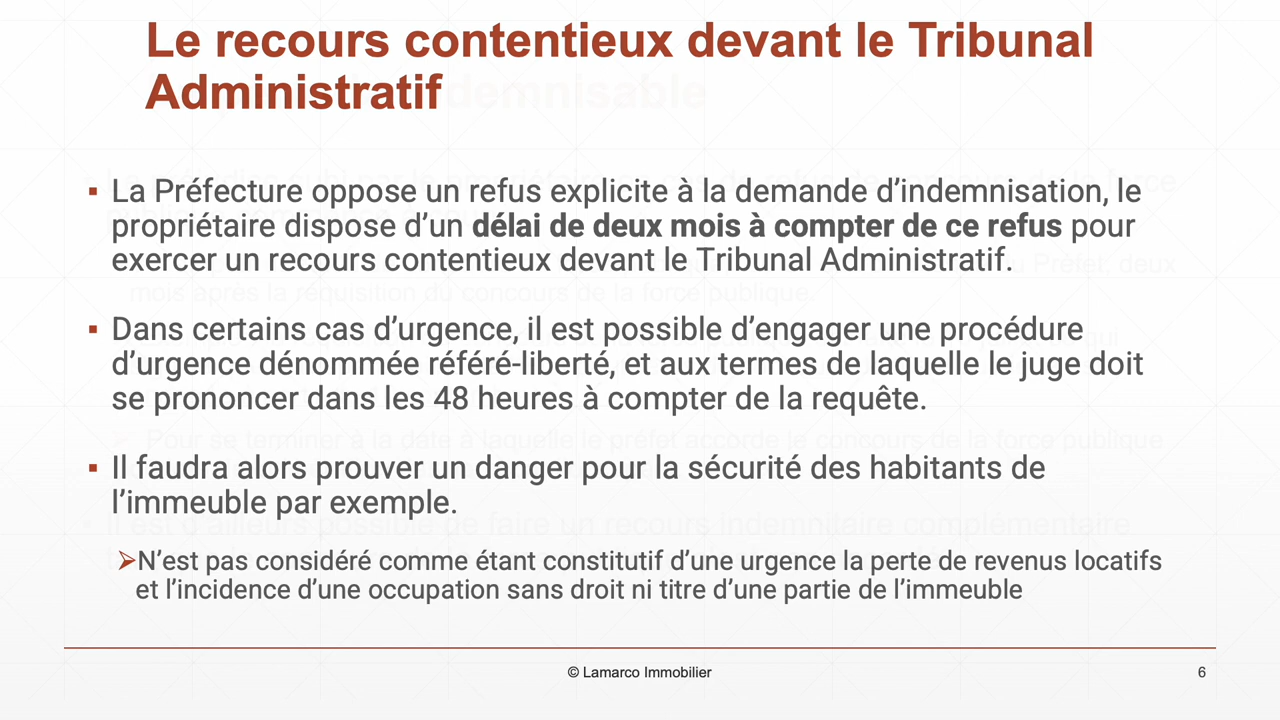 Le recours contentieux devant le Tribunal
Administratif
▪ La Préfecture oppose un refus explicite à la demande d’indemnisation, le
propriétaire dispose d’un délai de deux mois à compter de ce refus pour
exercer un recours contentieux devant le Tribunal Administratif.
▪ Dans certains cas d’urgence, il est possible d’engager une procédure
d’urgence dénommée référé-liberté, et aux termes de laquelle le juge doit
se prononcer dans les 48 heures à compter de la requête.
▪ Il faudra alors prouver un danger pour la sécurité des habitants de
l’immeuble par exemple.
➢N’est pas considéré comme étant constitutif d’une urgence la perte de revenus locatifs
et l’incidence d’une occupation sans droit ni titre d’une partie de l’immeuble
© Lamarco Immobilier
6